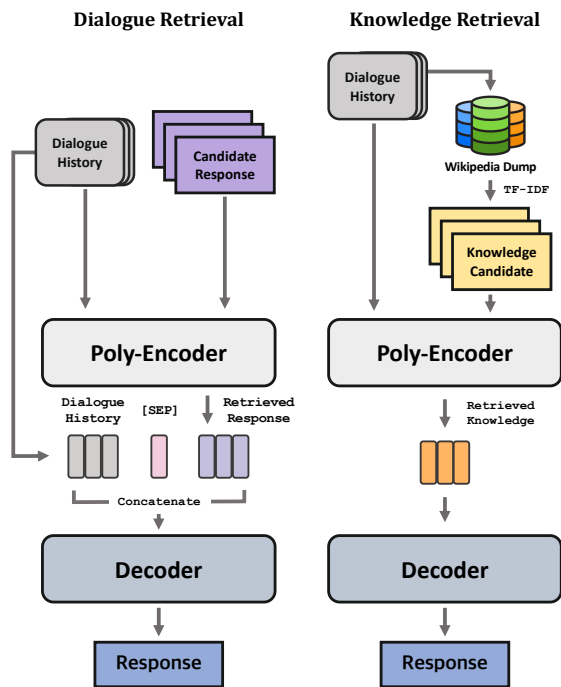 Dialogue Retrieval
Dialogue
History
Candidate
Response
Poly-Encoder
Dialogue
History
[SEP]
Retrieved
Response
Concatenate
Decoder
Response
Knowledge Retrieval
Dialogue
History
Wikipedia Dump
TF-IDF
Knowledge
Candidate
Poly-Encoder
Retrieved
Knowledge
Decoder
Response